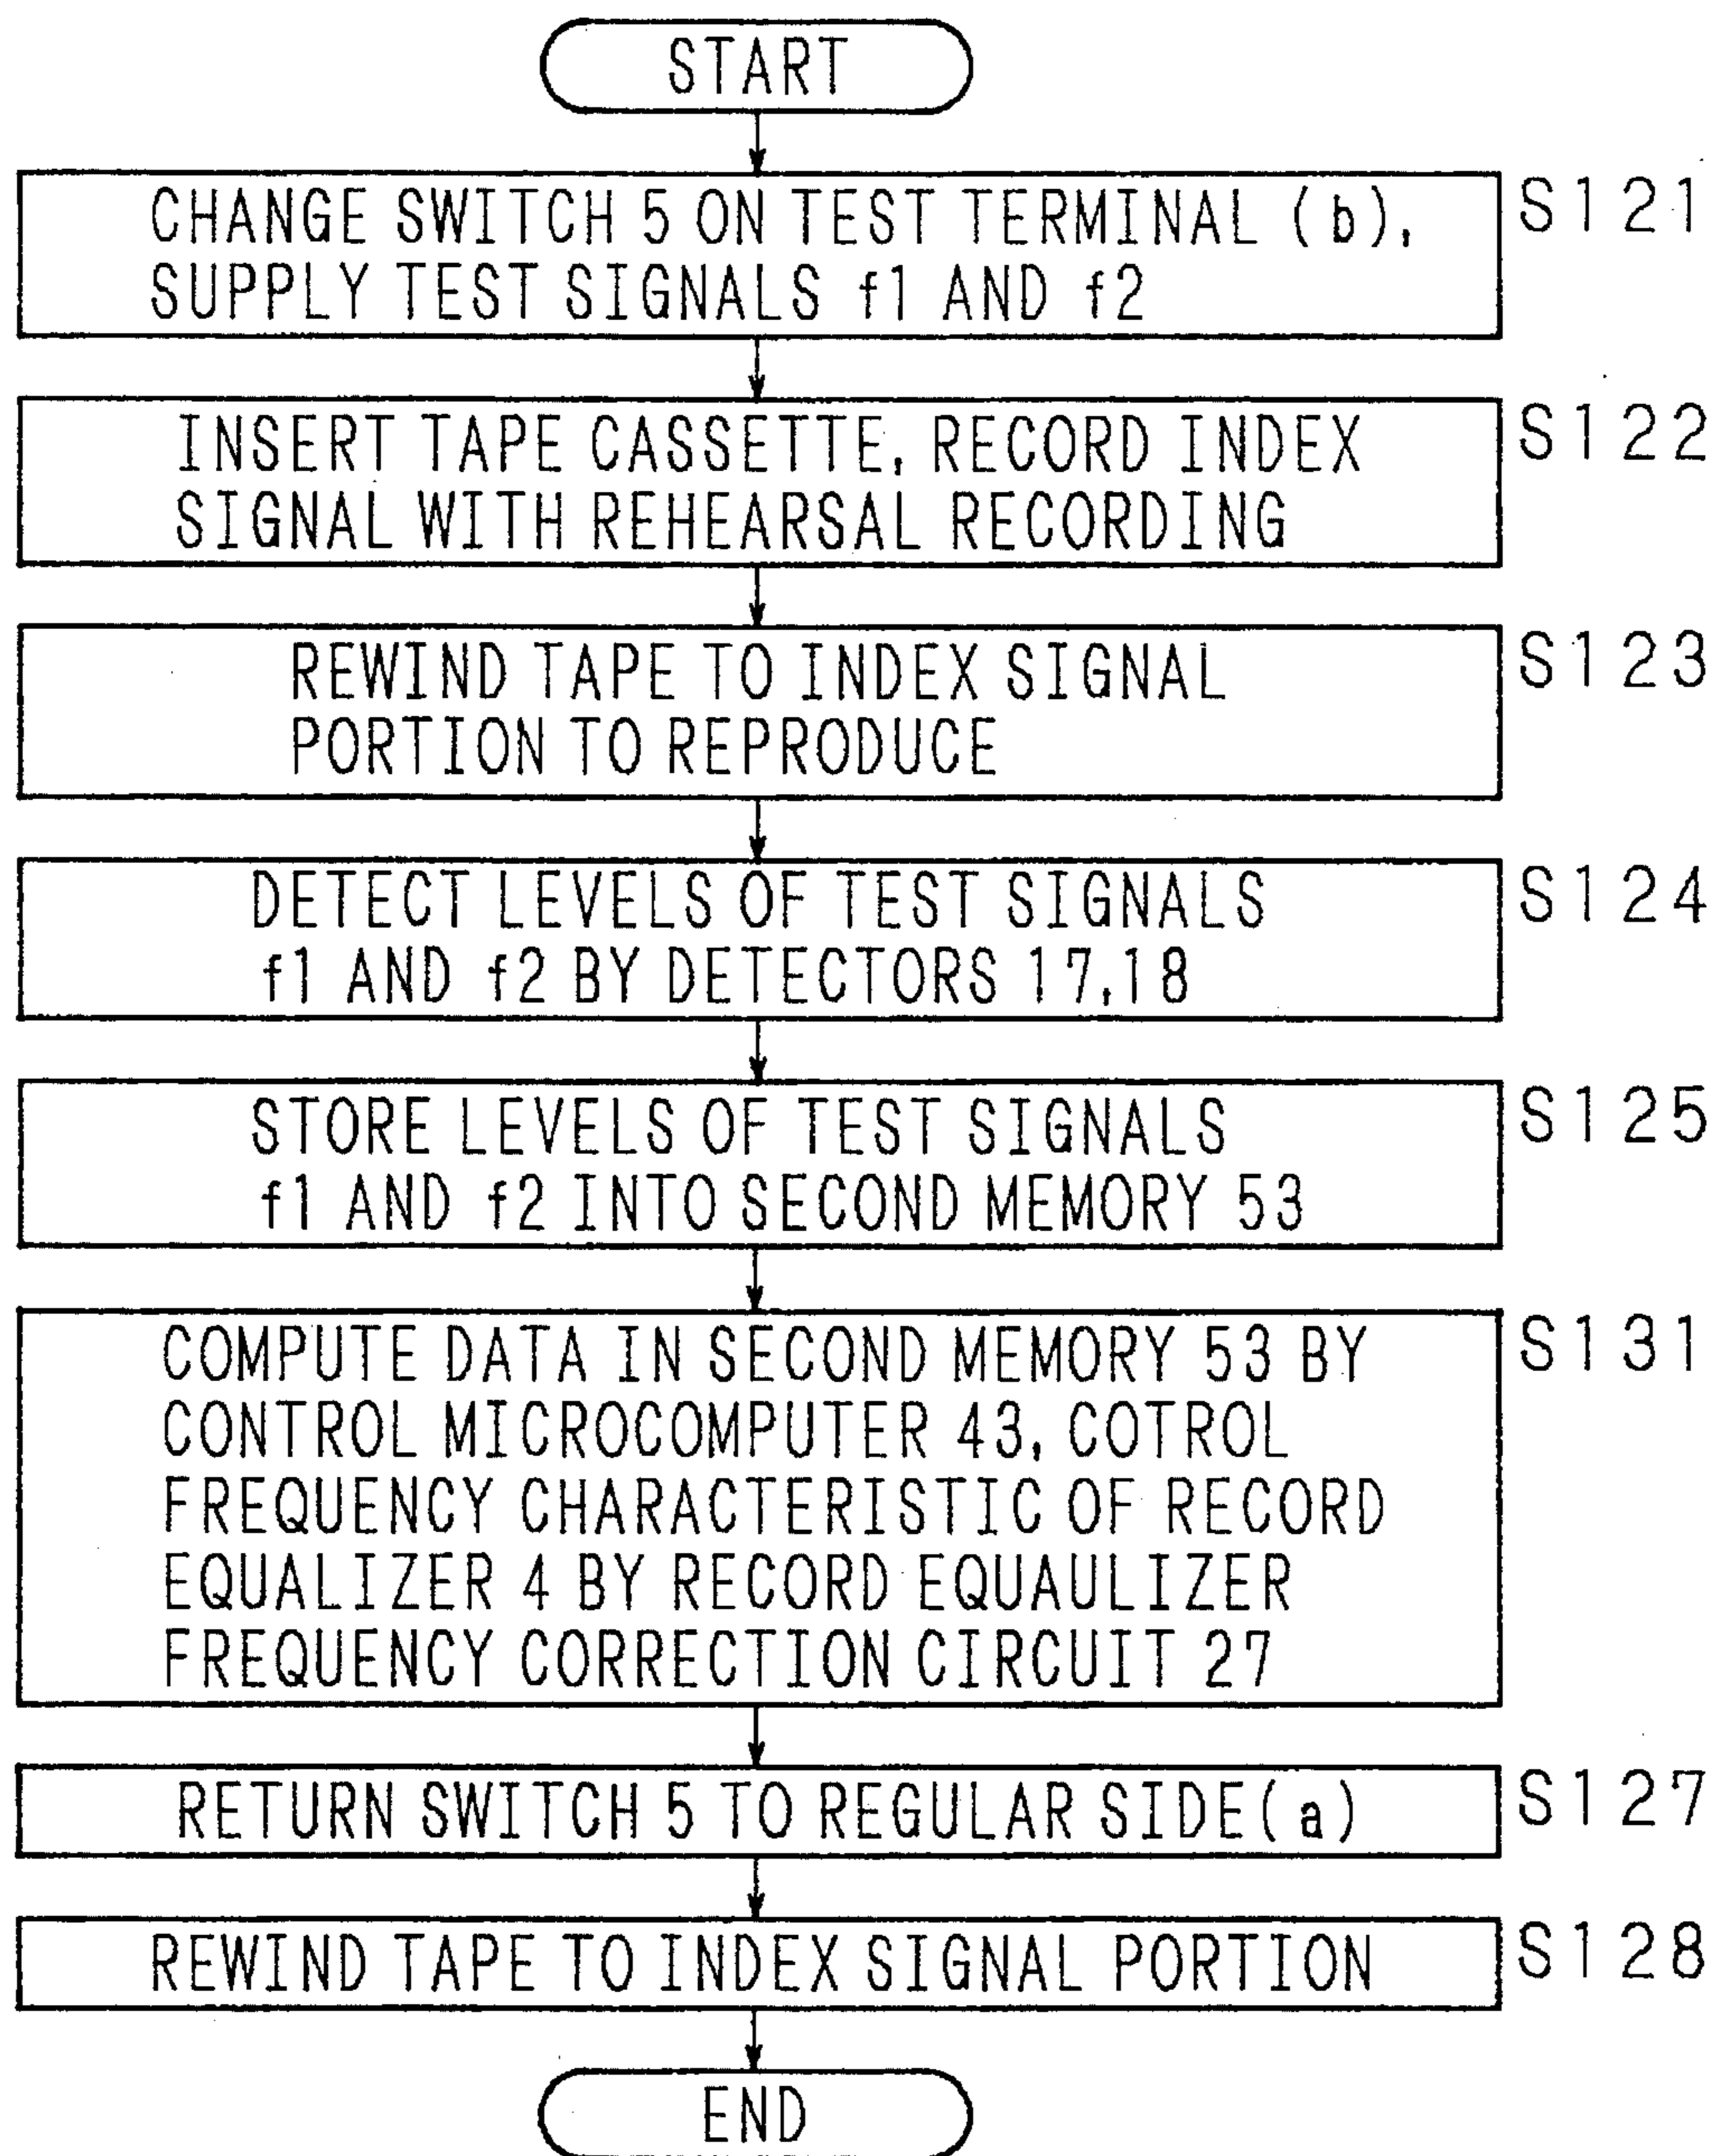 START
CHANGE SWITCH 5 ON TEST TERMINAL (b),
SUPPLY TEST SIGNALS f1 AND f2
S121
INSERT TAPE CASSETTE, RECORD INDEX
SIGNAL WITH REHEARSAL RECORDING
S122
REWIND TAPE TO INDEX SIGNAL
PORTION TO REPRODUCE
S123
DETECT LEVELS OF TEST SIGNALS
f1 AND f2 BY DETECTORS 17,18
S124
STORE LEVELS OF TEST SIGNALS
f1 AND f2 INTO SECOND MEMORY 53
S125
COMPUTE DATA IN SECOND MEMORY 53 BY
CONTROL MICROCOMPUTER 43, COTROL
FREQUENCY CHARACTERISTIC OF RECORD
EQUALIZER 4 BY RECORD EQUAULIZER
FREQUENCY CORRECTION CIRCUIT 27
S131
RETURN SWITCH 5 TO REGULAR SIDE(a)
S127
REWIND TAPE TO INDEX SIGNAL PORTION
S128
END